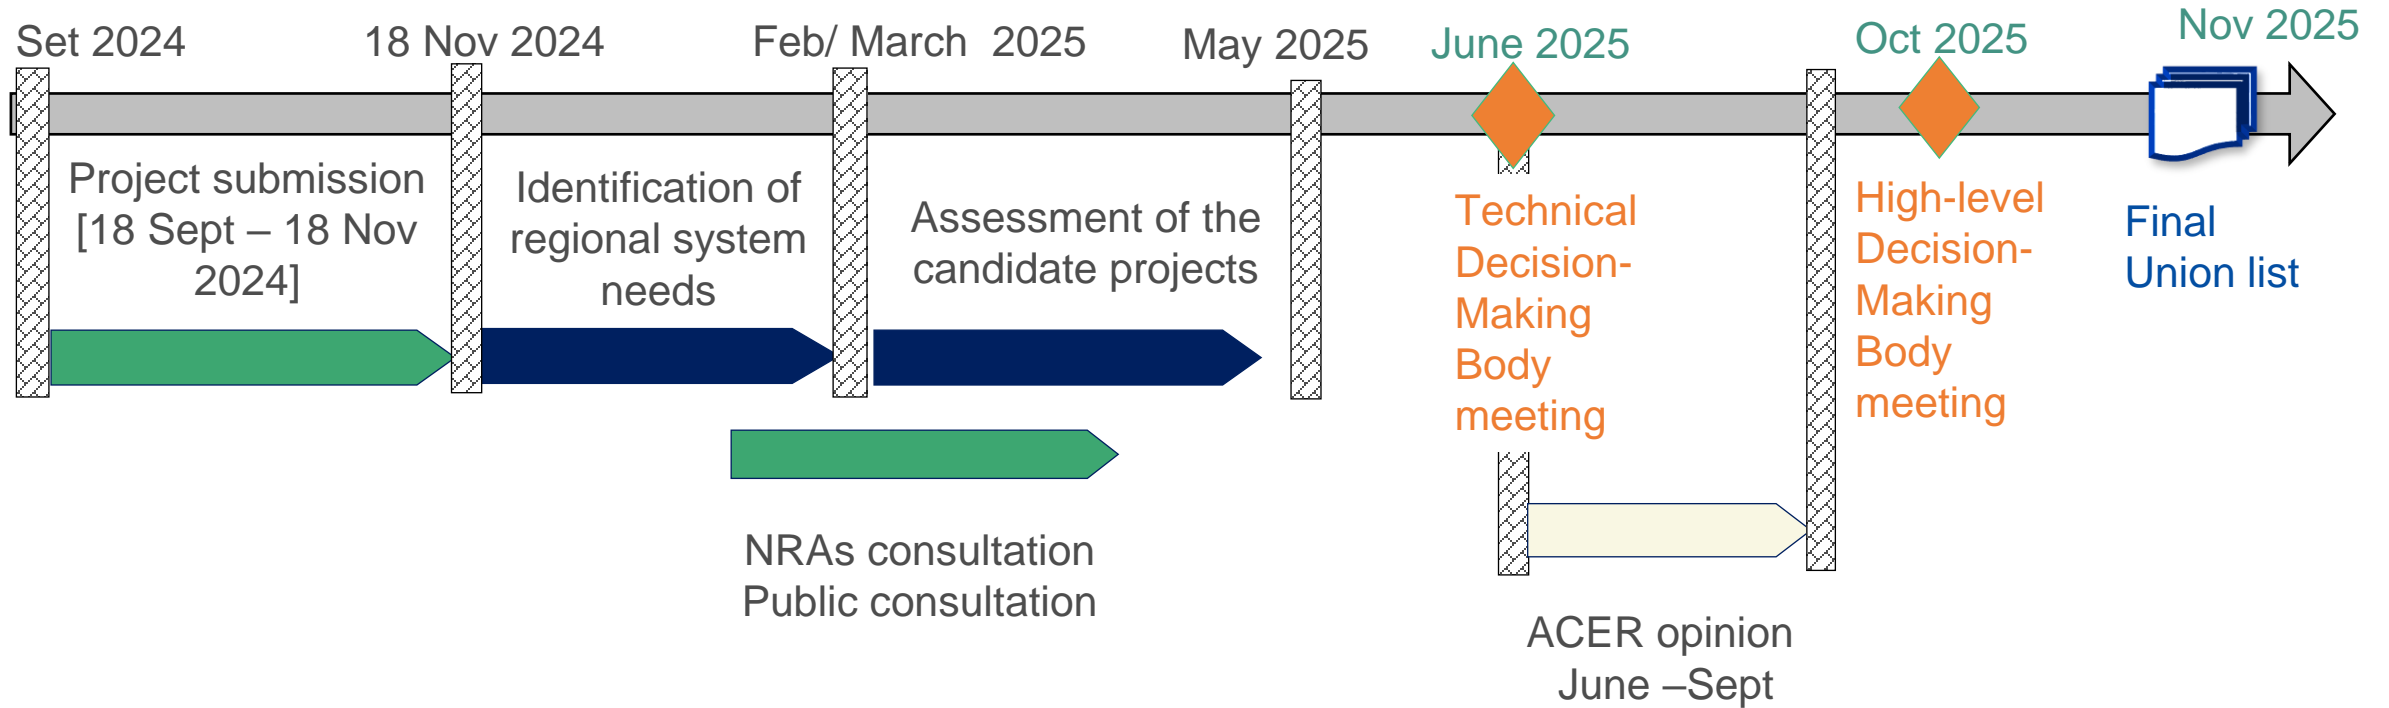 Set 2024
18 Nov 2024
Feb/ March 2025
May 2025
June 2025
Oct 2025
Nov 2025
Project submission
[18 Sept – 18 Nov
2024]
Identification of
regional system
needs
Assessment of the
candidate projects
Technical
Decision-
Making
Body
meeting
High-level
Decision-
Making
Body
meeting
Final
Union list
NRAs consultation
Public consultation
ACER opinion
June –Sept